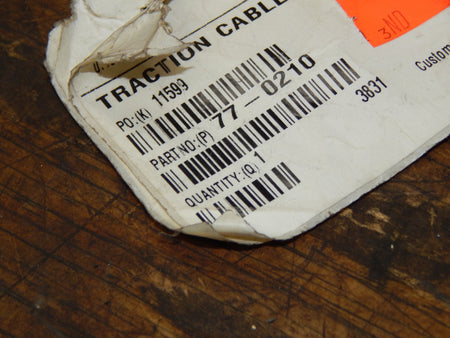 TRACTION CABLE
3ND
PO:(K) 11599
PART NO:(P) 77-0210
3831
Custom
QUANTITY:(Q) 1